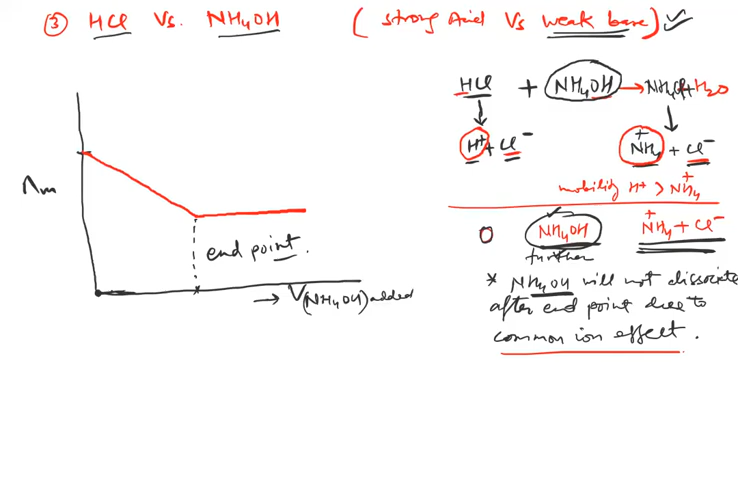 ③ HCl Vs. NH4OH (strong Acid Vs weak base) ✓
HCl + NH4OH → NH4Cl + H2O
H⁺ + Cl⁻ NH4⁺ + Cl⁻
mobility H⁺ > NH4⁺
Λm
0 NH4OH NH4⁺ + Cl⁻
further
end point.
* NH4OH will not dissociate
→ V(NH4OH) added
after end point due to
common ion effect.